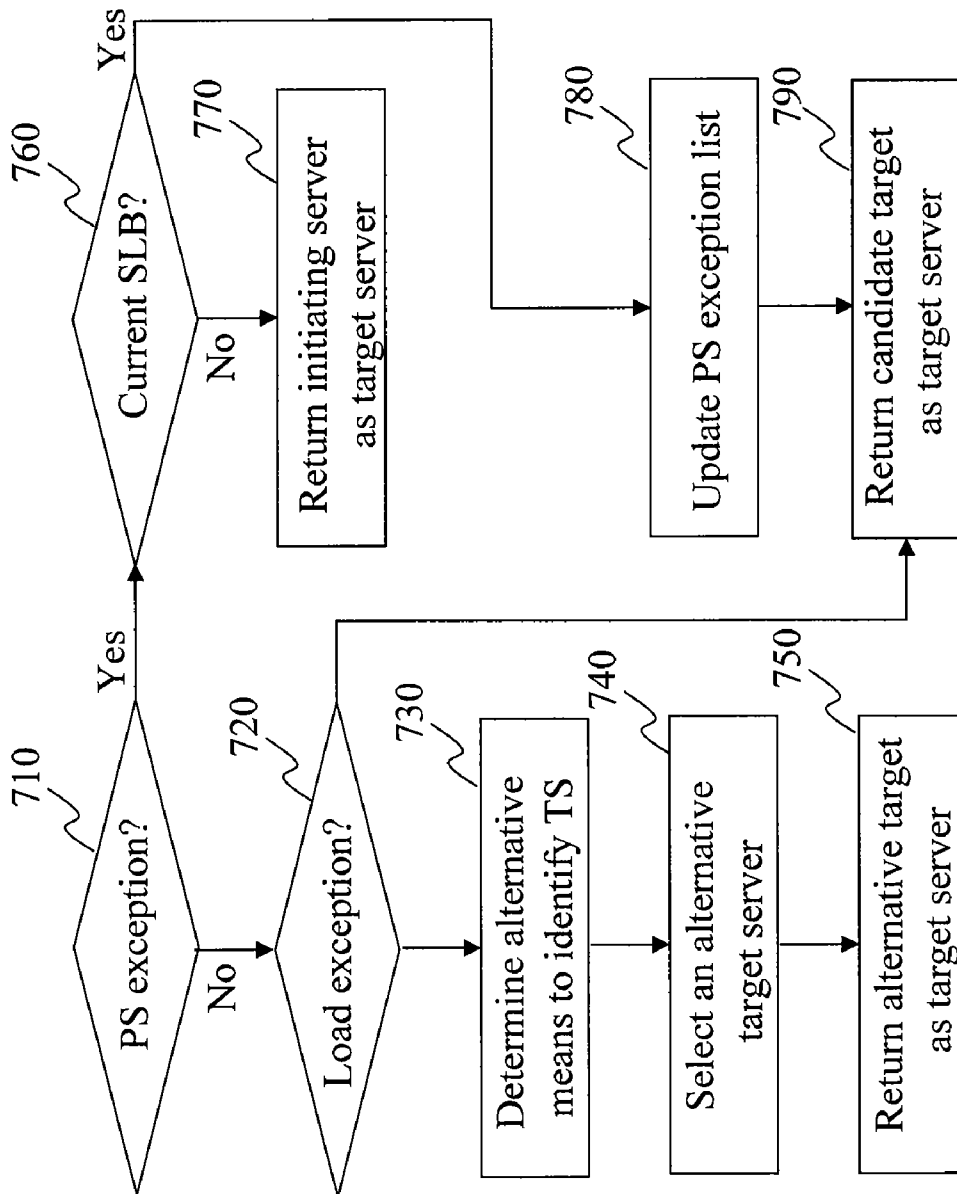 710
PS exception?
Yes
No
720
Load exception?
730
Determine alternative
means to identify TS
740
Select an alternative
target server
750
Return alternative target
as target server
760
Current SLB?
Yes
No
770
Return initiating server
as target server
780
Update PS exception list
790
Return candidate target
as target server